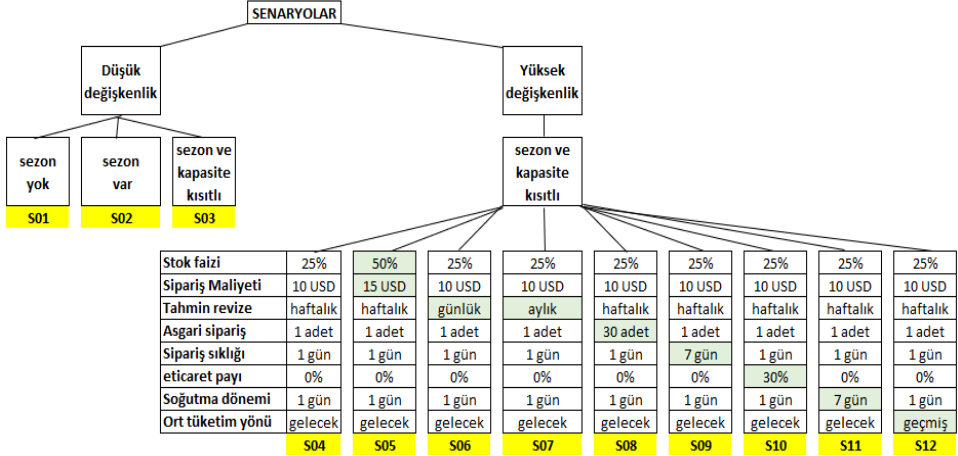 SENARYOLAR
Düşük
değişkenlik
Yüksek
değişkenlik
sezon
yok
sezon
var
sezon ve
kapasite
kısıtlı
sezon ve
kapasite
kısıtlı
S01 S02 S03
Stok faizi 25% 50% 25% 25% 25% 25% 25% 25% 25%
Sipariş Maliyeti 10 USD 15 USD 10 USD 10 USD 10 USD 10 USD 10 USD 10 USD 10 USD
Tahmin revize haftalık haftalık günlük aylık haftalık haftalık haftalık haftalık haftalık
Asgari sipariş 1 adet 1 adet 1 adet 1 adet 30 adet 1 adet 1 adet 1 adet 1 adet
Sipariş sıklığı 1 gün 1 gün 1 gün 1 gün 1 gün 7 gün 1 gün 1 gün 1 gün
eticaret payı 0% 0% 0% 0% 0% 0% 30% 0% 0%
Soğutma dönemi 1 gün 1 gün 1 gün 1 gün 1 gün 1 gün 1 gün 7 gün 1 gün
Ort tüketim yönü gelecek gelecek gelecek gelecek gelecek gelecek gelecek gelecek geçmiş
S04 S05 S06 S07 S08 S09 S10 S11 S12